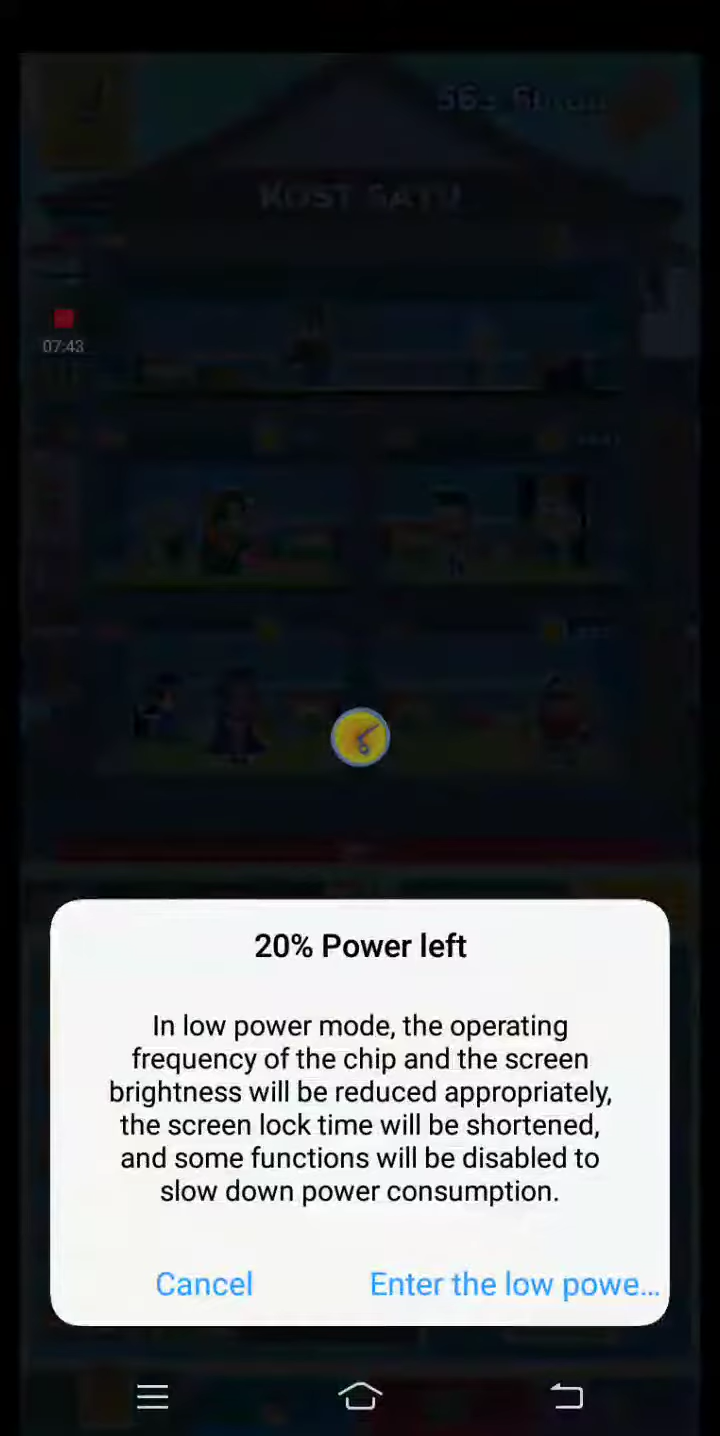 KOST SATU
07:43
20% Power left
In low power mode, the operating
frequency of the chip and the screen
brightness will be reduced appropriately,
the screen lock time will be shortened,
and some functions will be disabled to
slow down power consumption.
Cancel
Enter the low powe...